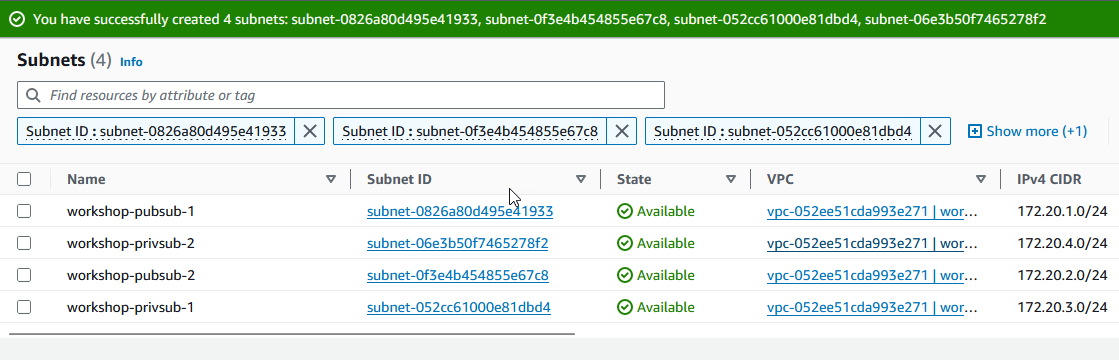 You have successfully created 4 subnets: subnet-0826a80d495e41933, subnet-0f3e4b454855e67c8, subnet-052cc61000e81dbd4, subnet-06e3b50f7465278f2
Subnets (4) Info
Find resources by attribute or tag
Subnet ID : subnet-0826a80d495e41933 Subnet ID : subnet-0f3e4b454855e67c8 Subnet ID : subnet-052cc61000e81dbd4 Show more (+1)
Name Subnet ID State VPC IPv4 CIDR
workshop-pubsub-1 subnet-0826a80d495e41933 Available vpc-052ee51cda993e271 | wor… 172.20.1.0/24
workshop-privsub-2 subnet-06e3b50f7465278f2 Available vpc-052ee51cda993e271 | wor… 172.20.4.0/24
workshop-pubsub-2 subnet-0f3e4b454855e67c8 Available vpc-052ee51cda993e271 | wor… 172.20.2.0/24
workshop-privsub-1 subnet-052cc61000e81dbd4 Available vpc-052ee51cda993e271 | wor… 172.20.3.0/24